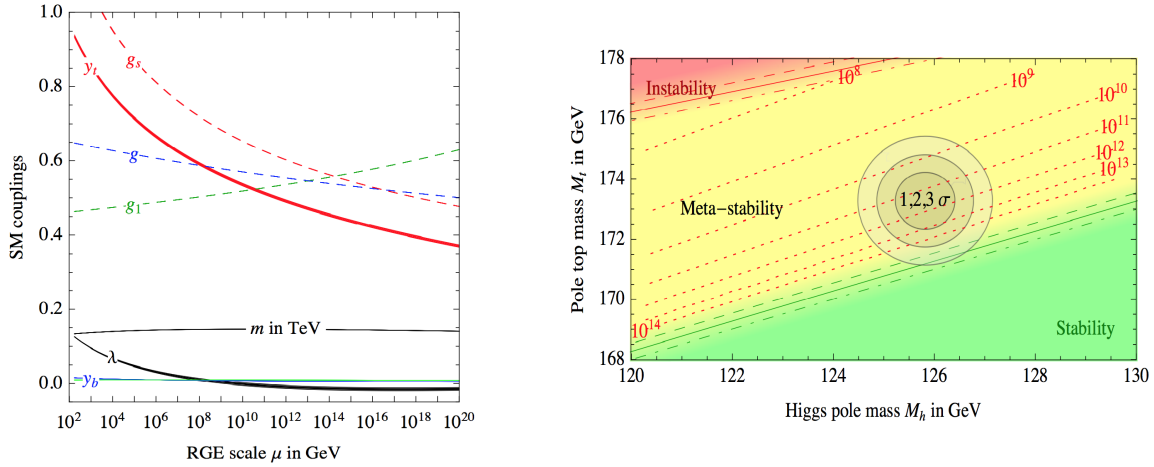 1.0
0.8
0.6
0.4
0.2
0.0
SM couplings
y_t
g_s
g
g_1
m in TeV
λ
y_b
10^2 10^4 10^6 10^8 10^10 10^12 10^14 10^16 10^18 10^20
RGE scale μ in GeV
178
176
174
172
170
168
Pole top mass M_t in GeV
Instability
10^8
10^9
10^-10
10^11
10^12
10^13
1,2,3 σ
Meta-stability
10^14
Stability
120 122 124 126 128 130
Higgs pole mass M_h in GeV